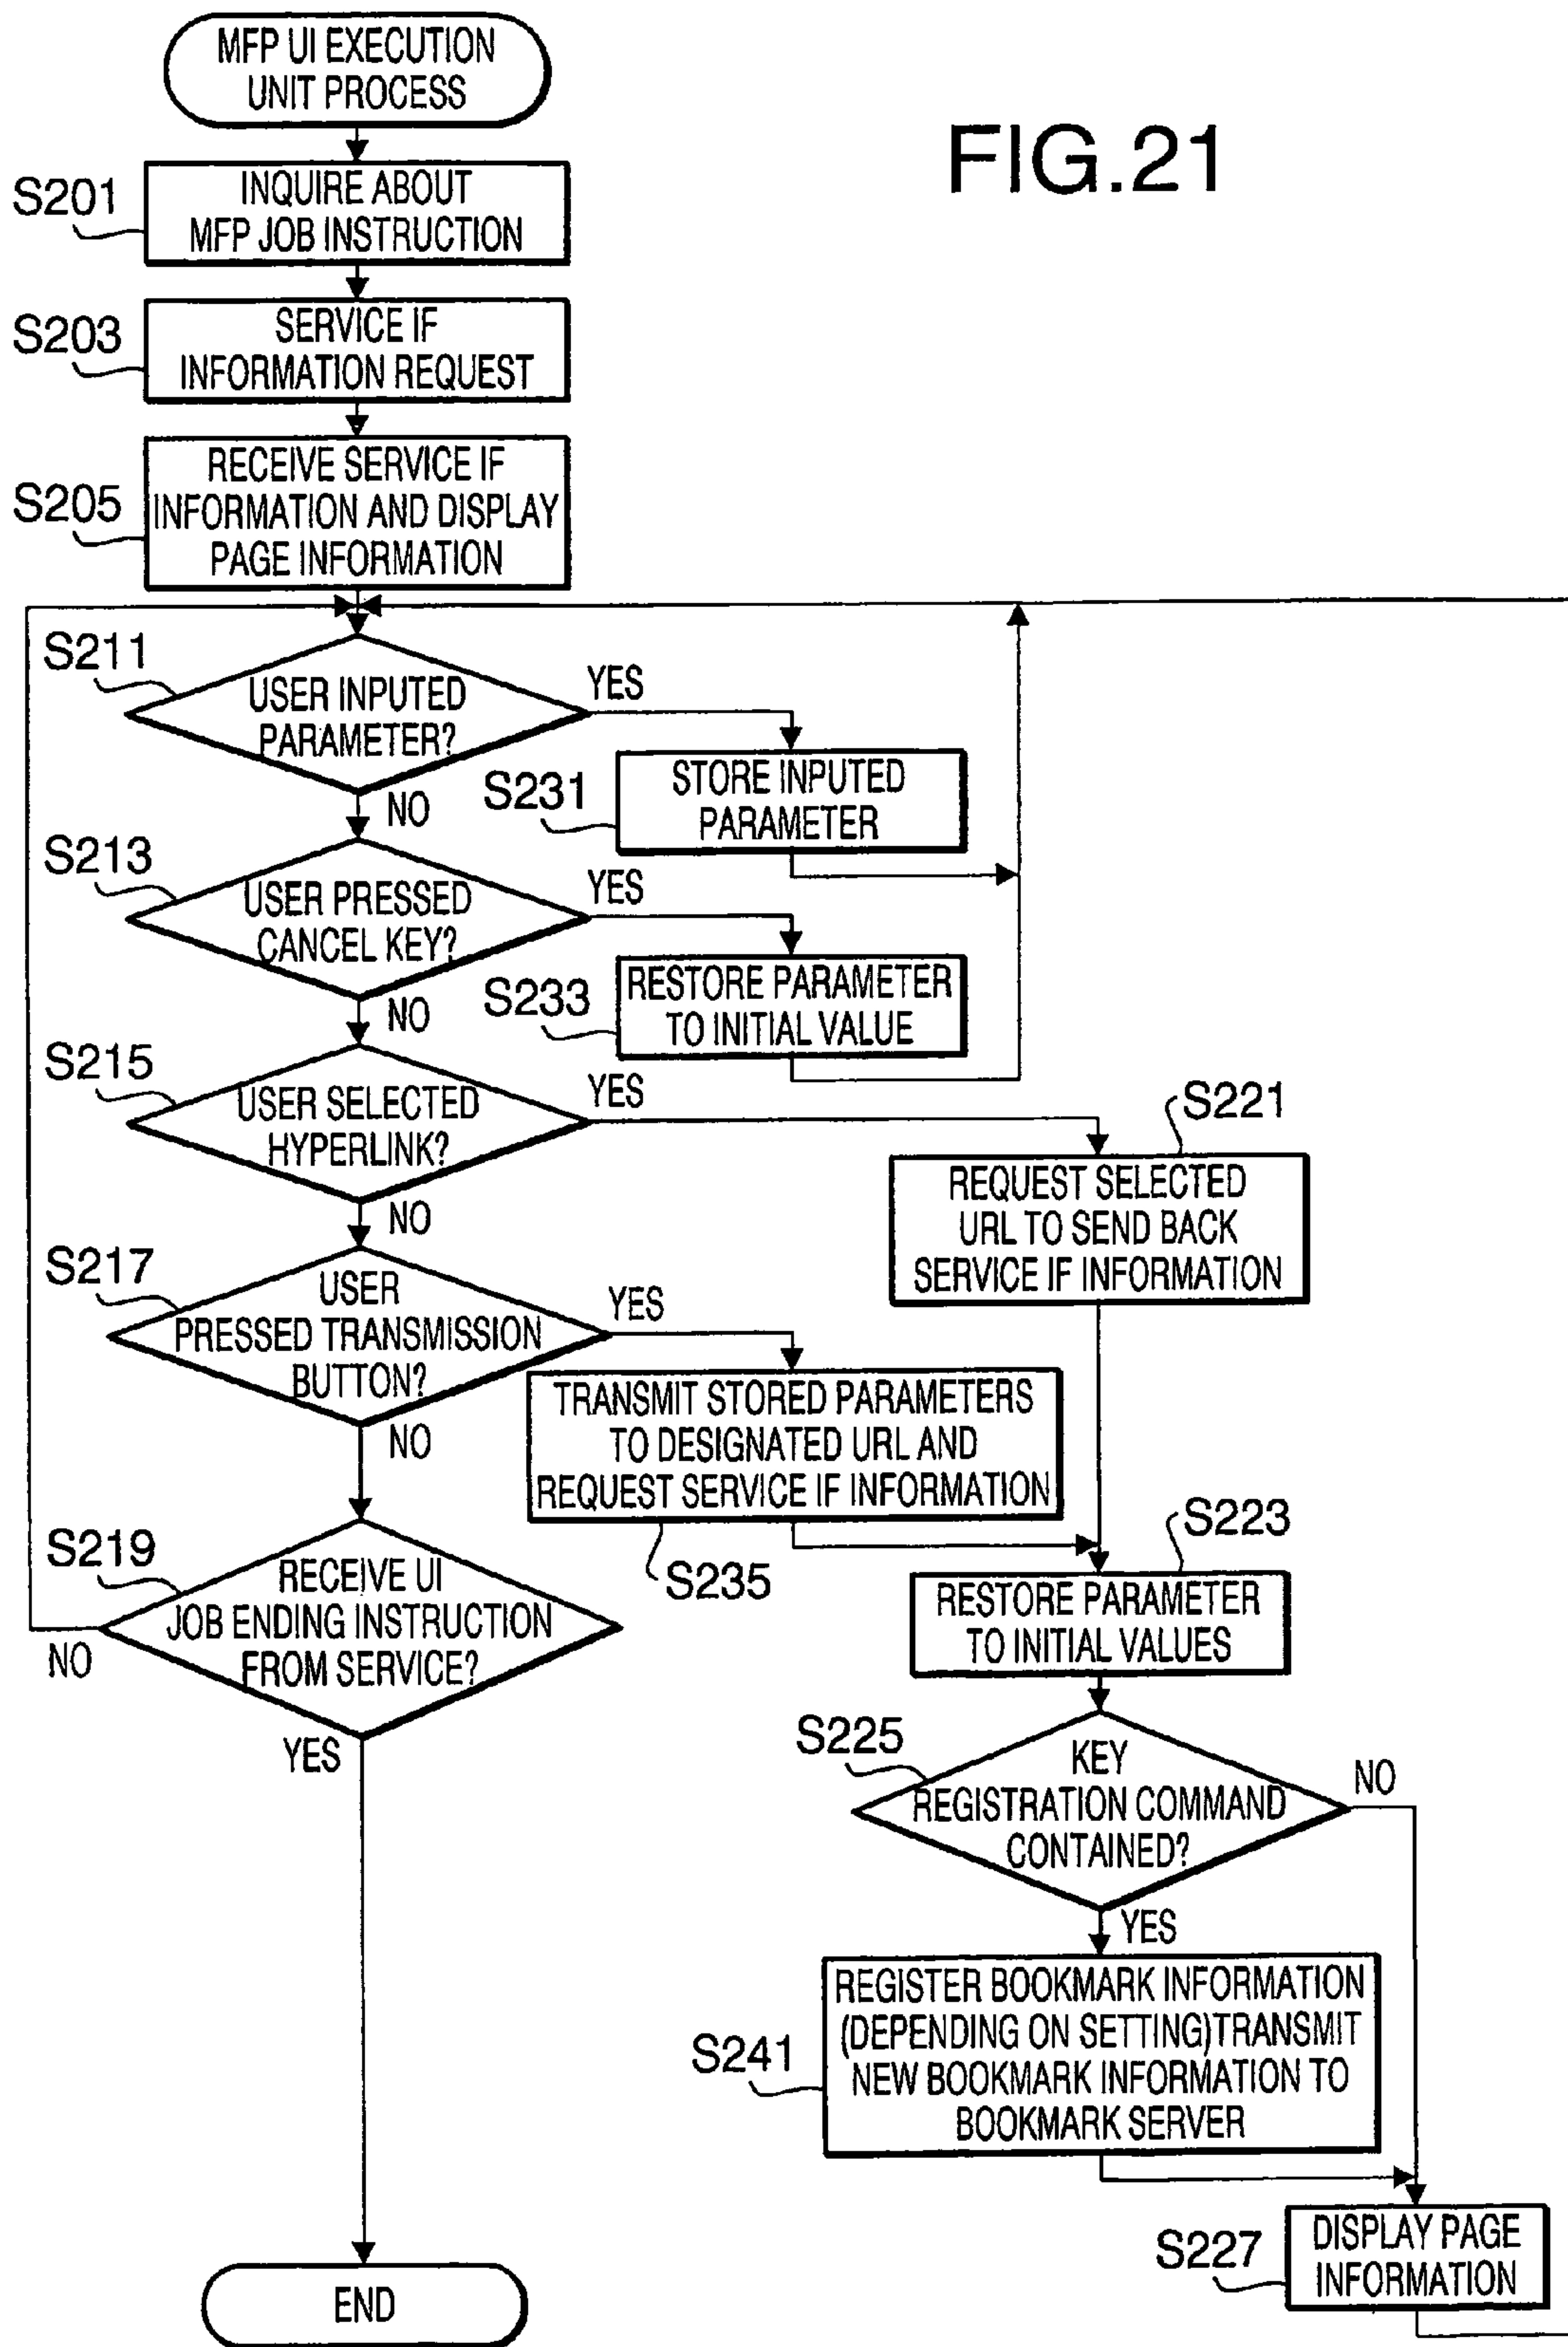 MFP UI EXECUTION
UNIT PROCESS
FIG.21
S201
INQUIRE ABOUT
MFP JOB INSTRUCTION
S203
SERVICE IF
INFORMATION REQUEST
S205
RECEIVE SERVICE IF
INFORMATION AND DISPLAY
PAGE INFORMATION
S211
USER INPUTED
PARAMETER?
YES
NO
S231
STORE INPUTED
PARAMETER
S213
USER PRESSED
CANCEL KEY?
YES
NO
S233
RESTORE PARAMETER
TO INITIAL VALUE
S215
USER SELECTED
HYPERLINK?
YES
NO
S221
REQUEST SELECTED
URL TO SEND BACK
SERVICE IF INFORMATION
S217
USER
PRESSED TRANSMISSION
BUTTON?
YES
NO
TRANSMIT STORED PARAMETERS
TO DESIGNATED URL AND
REQUEST SERVICE IF INFORMATION
S235
S219
RECEIVE UI
JOB ENDING INSTRUCTION
FROM SERVICE?
NO
YES
S223
RESTORE PARAMETER
TO INITIAL VALUES
S225
KEY
REGISTRATION COMMAND
CONTAINED?
NO
YES
S241
REGISTER BOOKMARK INFORMATION
(DEPENDING ON SETTING)TRANSMIT
NEW BOOKMARK INFORMATION TO
BOOKMARK SERVER
S227
DISPLAY PAGE
INFORMATION
END